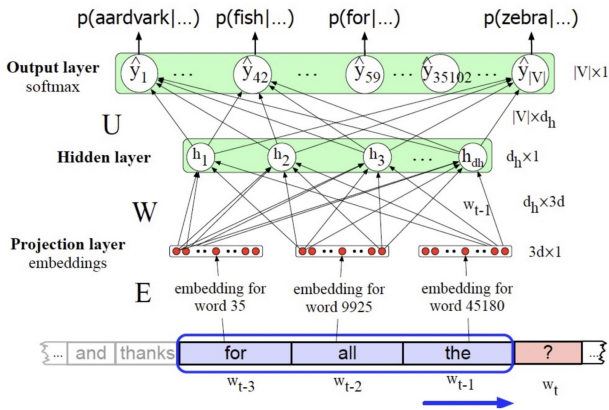 p(aardvark|...) p(fish|...) p(for|...) p(zebra|...)
Output layer softmax ŷ1 ... ŷ42 ... ŷ59 ... ŷ35102 ... ŷ|V| |V|×1
U |V|×dh
Hidden layer h1 h2 h3 ... hdh dh×1
W wt-1 dh×3d
Projection layer embeddings 3d×1
E embedding for word 35 embedding for word 9925 embedding for word 45180
... and thanks for all the ? ...
wt-3 wt-2 wt-1 wt